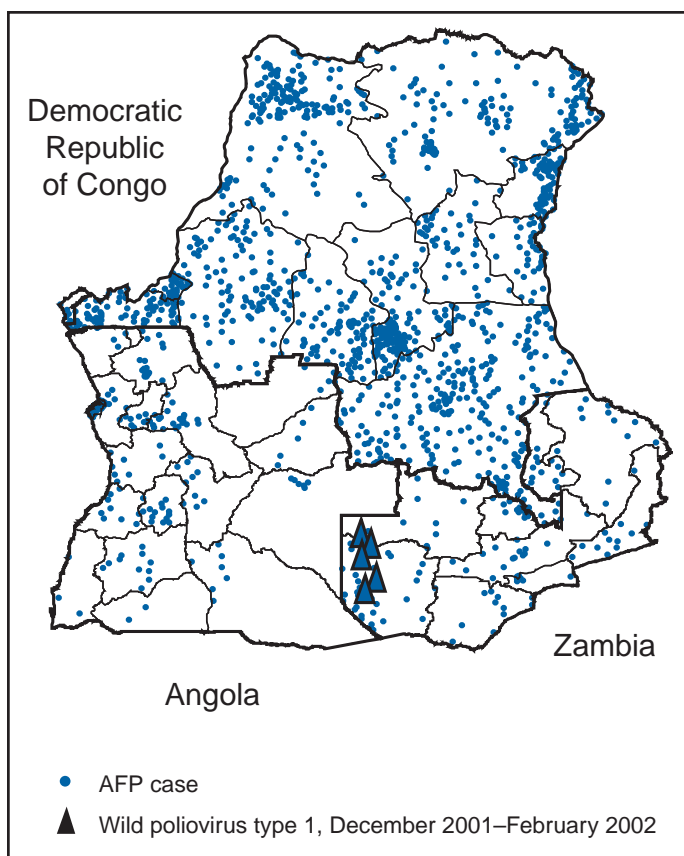 Democratic
Republic
of Congo
Zambia
Angola
AFP case
Wild poliovirus type 1, December 2001–February 2002